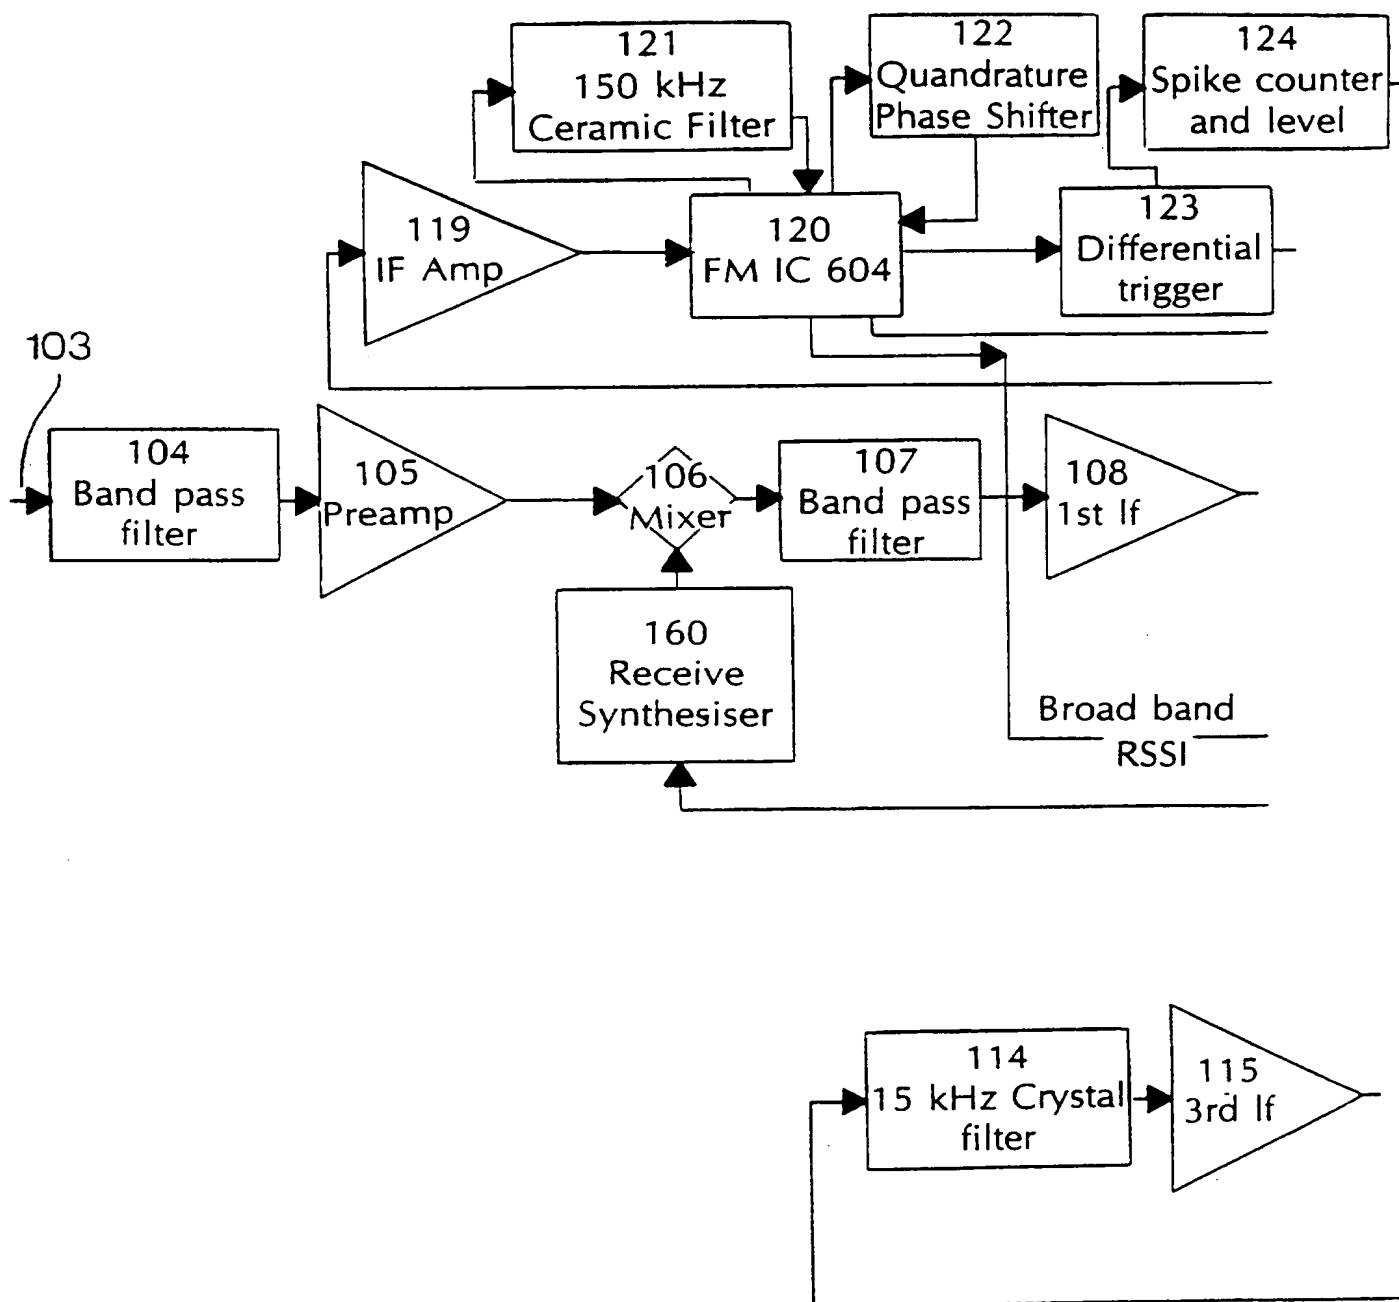 121
150 kHz
Ceramic Filter
122
Quandrature
Phase Shifter
124
Spike counter
and level
119
IF Amp
120
FM IC 604
123
Differential
trigger
103
104
Band pass
filter
105
Preamp
106
Mixer
107
Band pass
filter
108
1st If
160
Receive
Synthesiser
Broad band
RSSI
114
15 kHz Crystal
filter
115
3rd If